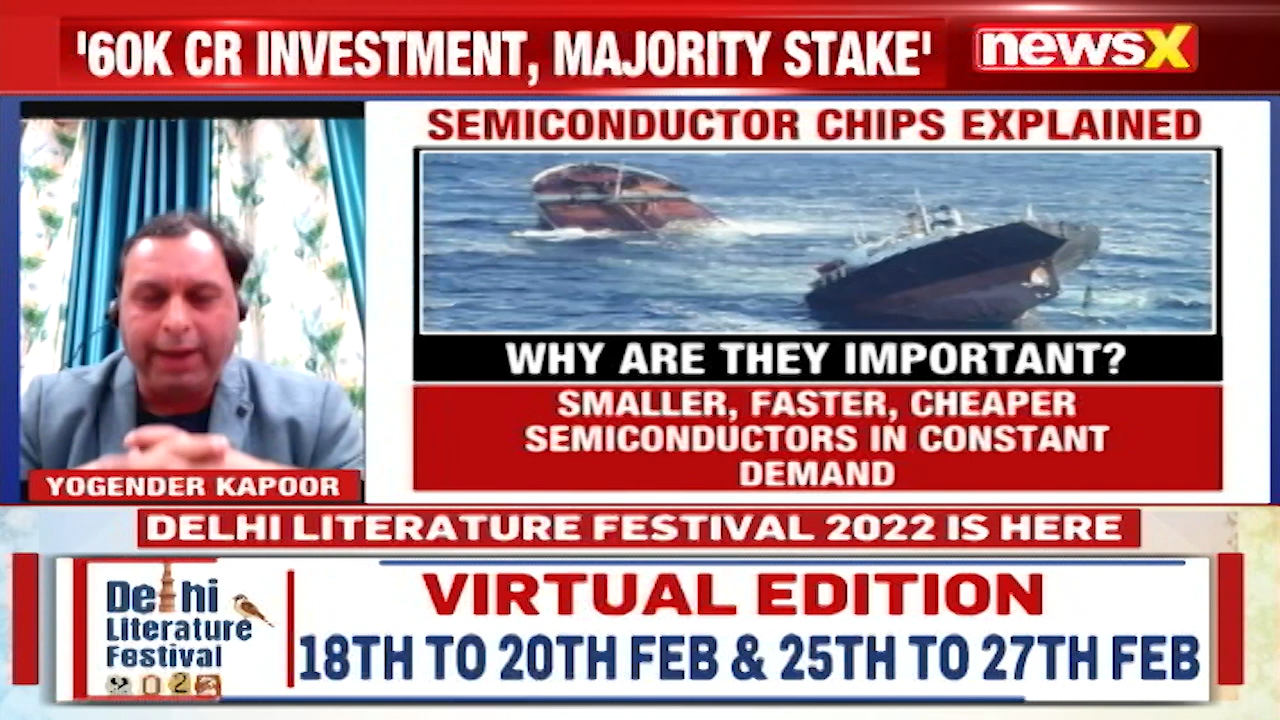 '60K CR INVESTMENT, MAJORITY STAKE'
newsX
SEMICONDUCTOR CHIPS EXPLAINED
WHY ARE THEY IMPORTANT?
SMALLER, FASTER, CHEAPER
SEMICONDUCTORS IN CONSTANT
DEMAND
YOGENDER KAPOOR
DELHI LITERATURE FESTIVAL 2022 IS HERE
Delhi
Literature
Festival
2022
VIRTUAL EDITION
18TH TO 20TH FEB & 25TH TO 27TH FEB